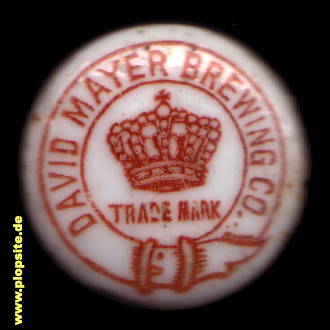 DAVID MAYER BREWING CO.
TRADE MARK
www.plopsite.de